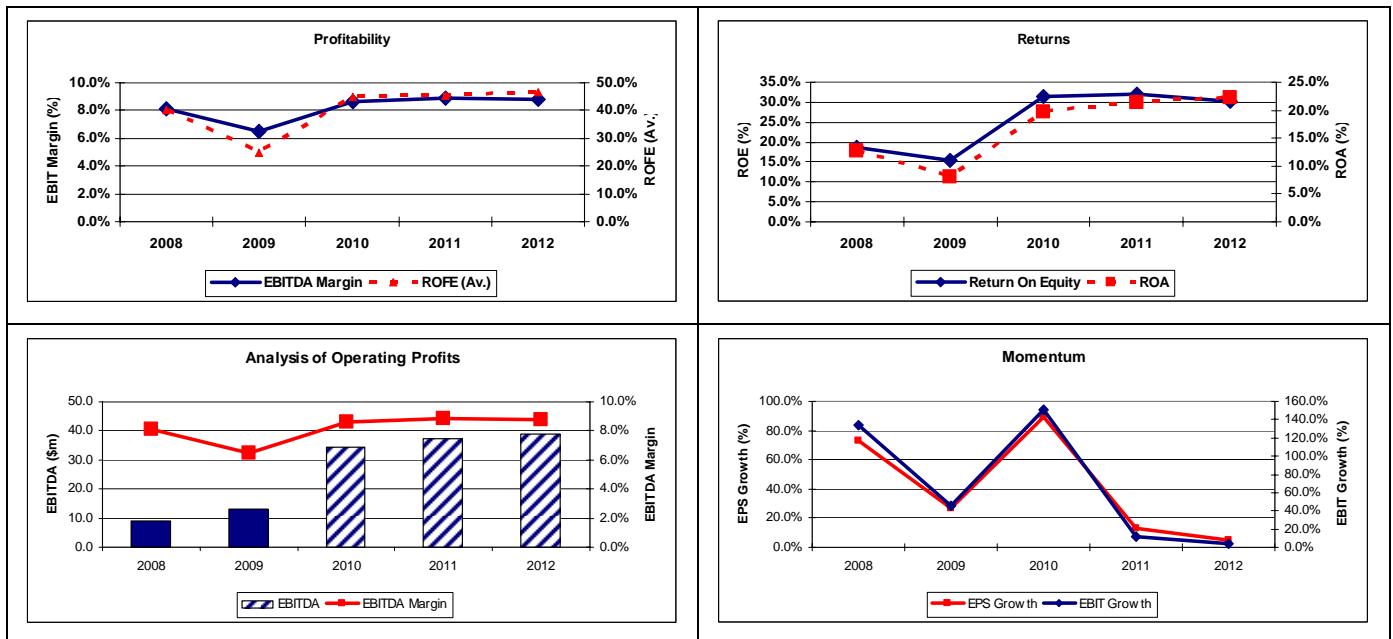 Profitability
EBIT Margin (%)
10.0%
8.0%
6.0%
4.0%
2.0%
0.0%
50.0%
40.0%
30.0%
20.0%
10.0%
0.0%
ROFE (Av.)
2008 2009 2010 2011 2012
EBITDA Margin ROFE (Av.)
Returns
ROE (%)
35.0%
30.0%
25.0%
20.0%
15.0%
10.0%
5.0%
0.0%
25.0%
20.0%
15.0%
10.0%
5.0%
0.0%
ROA (%)
2008 2009 2010 2011 2012
Return On Equity ROA
Analysis of Operating Profits
EBITDA ($m)
50.0
40.0
30.0
20.0
10.0
0.0
10.0%
8.0%
6.0%
4.0%
2.0%
0.0%
EBITDA Margin
2008 2009 2010 2011 2012
EBITDA EBITDA Margin
Momentum
EPS Growth (%)
100.0%
80.0%
60.0%
40.0%
20.0%
0.0%
160.0%
140.0%
120.0%
100.0%
80.0%
60.0%
40.0%
20.0%
0.0%
EBIT Growth (%)
2008 2009 2010 2011 2012
EPS Growth EBIT Growth